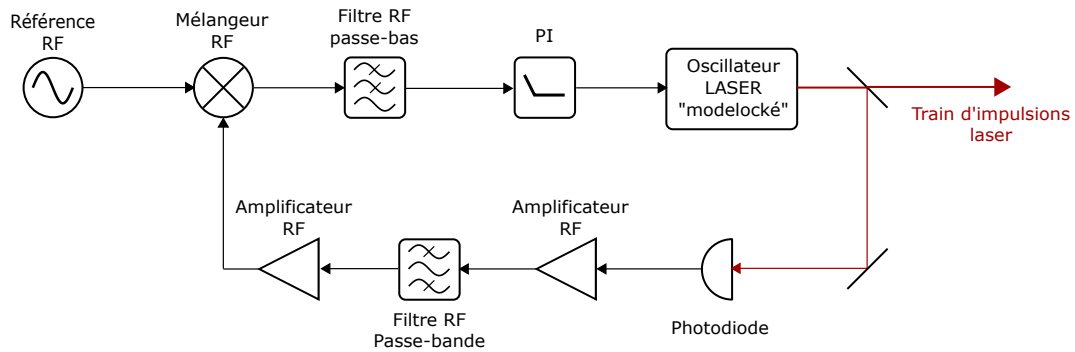 Référence
RF
Mélangeur
RF
Filtre RF
passe-bas
PI
Oscillateur
LASER
"modelocké"
Train d'impulsions
laser
Amplificateur
RF
Filtre RF
Passe-bande
Amplificateur
RF
Photodiode